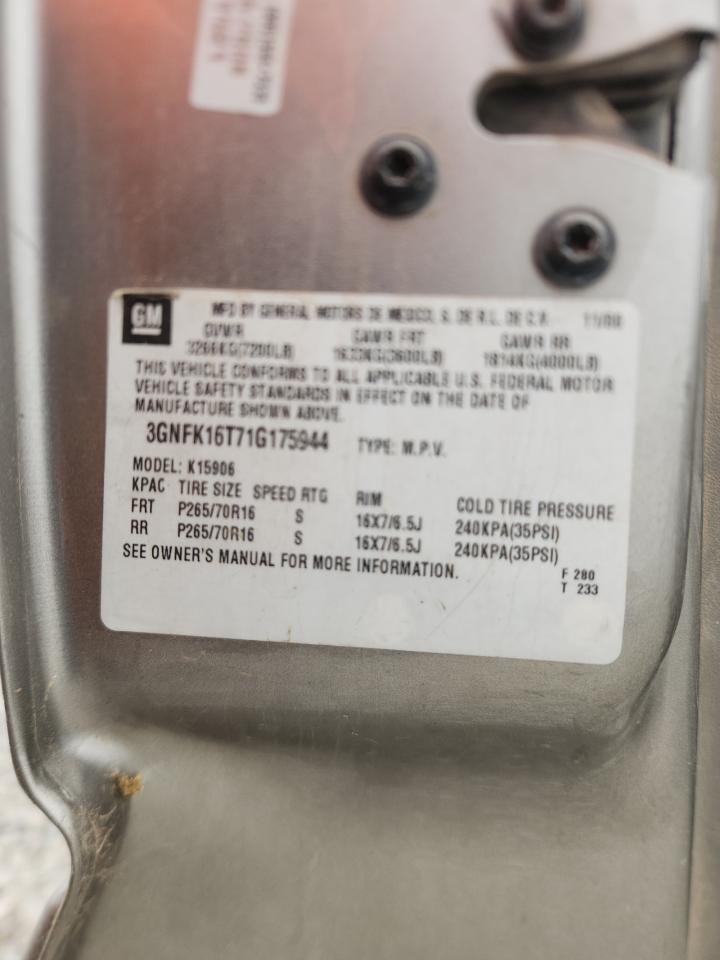 GM
MFD BY GENERAL MOTORS DE MEXICO, S. DE R.L. DE C.V. 11/00
GVWR GAWR FRT GAWR RR
3266KG(7200LB) 1633KG(3600LB) 1814KG(4000LB)
THIS VEHICLE CONFORMS TO ALL APPLICABLE U.S. FEDERAL MOTOR
VEHICLE SAFETY STANDARDS IN EFFECT ON THE DATE OF
MANUFACTURE SHOWN ABOVE.
3GNFK16T71G175944 TYPE: M.P.V.
MODEL: K15906
KPAC TIRE SIZE SPEED RTG RIM COLD TIRE PRESSURE
FRT P265/70R16 S 16X7/6.5J 240KPA(35PSI)
RR P265/70R16 S 16X7/6.5J 240KPA(35PSI)
SEE OWNER'S MANUAL FOR MORE INFORMATION.
F 280
T 233